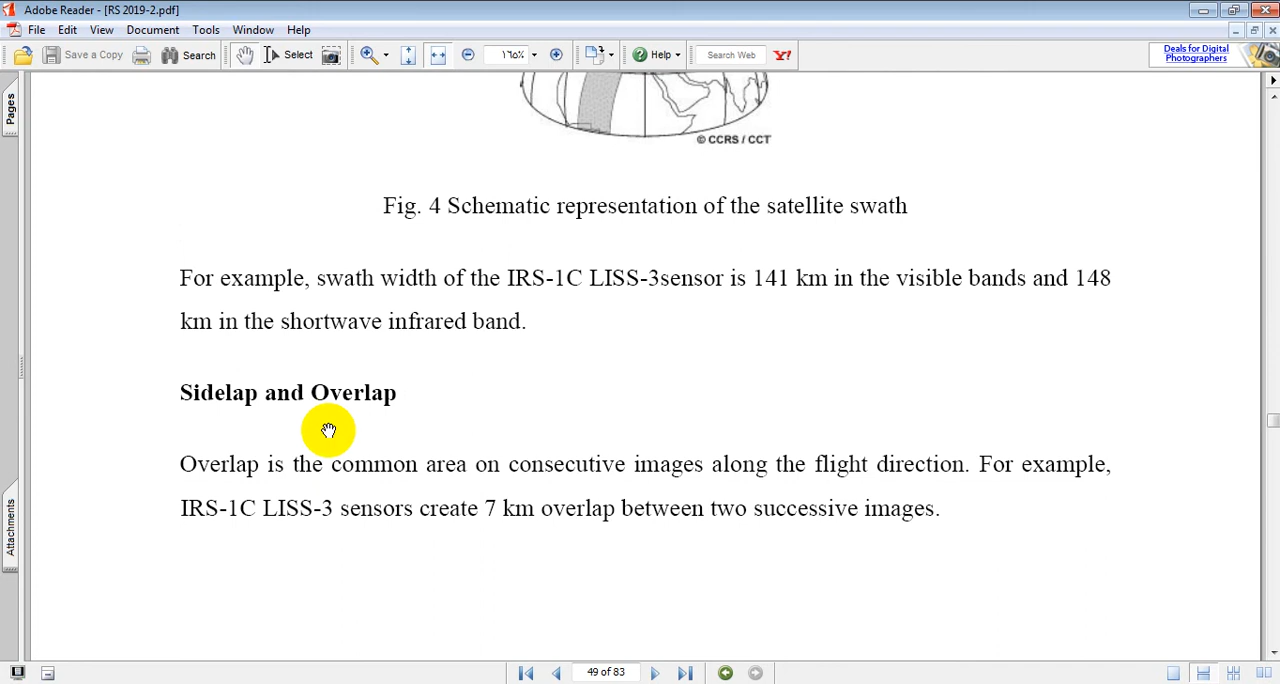 Adobe Reader - [RS 2019-2.pdf]
File Edit View Document Tools Window Help
Save a Copy Search Select ١٦٥% Help Search Web Y! Deals for Digital Photographers
Pages
© CCRS / CCT
Fig. 4 Schematic representation of the satellite swath
For example, swath width of the IRS-1C LISS-3sensor is 141 km in the visible bands and 148
km in the shortwave infrared band.
Sidelap and Overlap
Overlap is the common area on consecutive images along the flight direction. For example,
IRS-1C LISS-3 sensors create 7 km overlap between two successive images.
Attachments
49 of 83